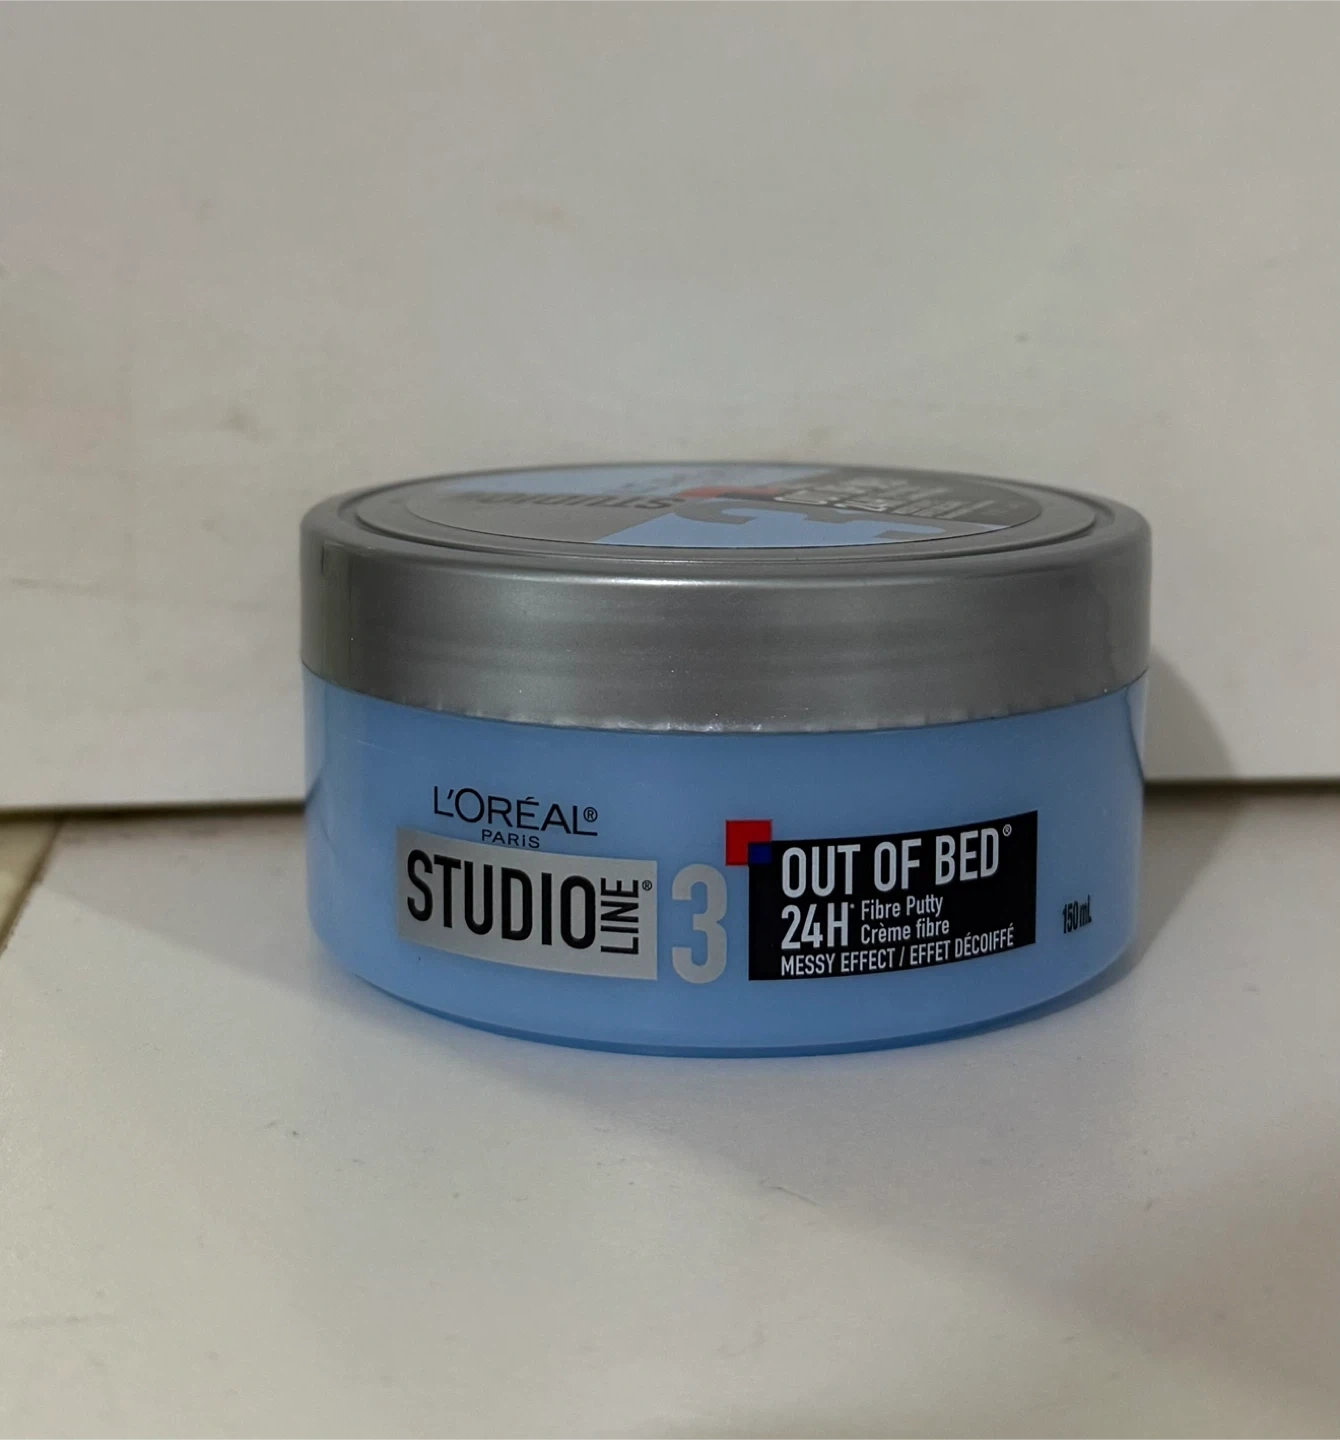 L'ORÉAL®
PARIS
STUDIO LINE®
3
OUT OF BED®
24H* Fibre Putty
Crème fibre
MESSY EFFECT / EFFET DÉCOIFFÉ
150 mL